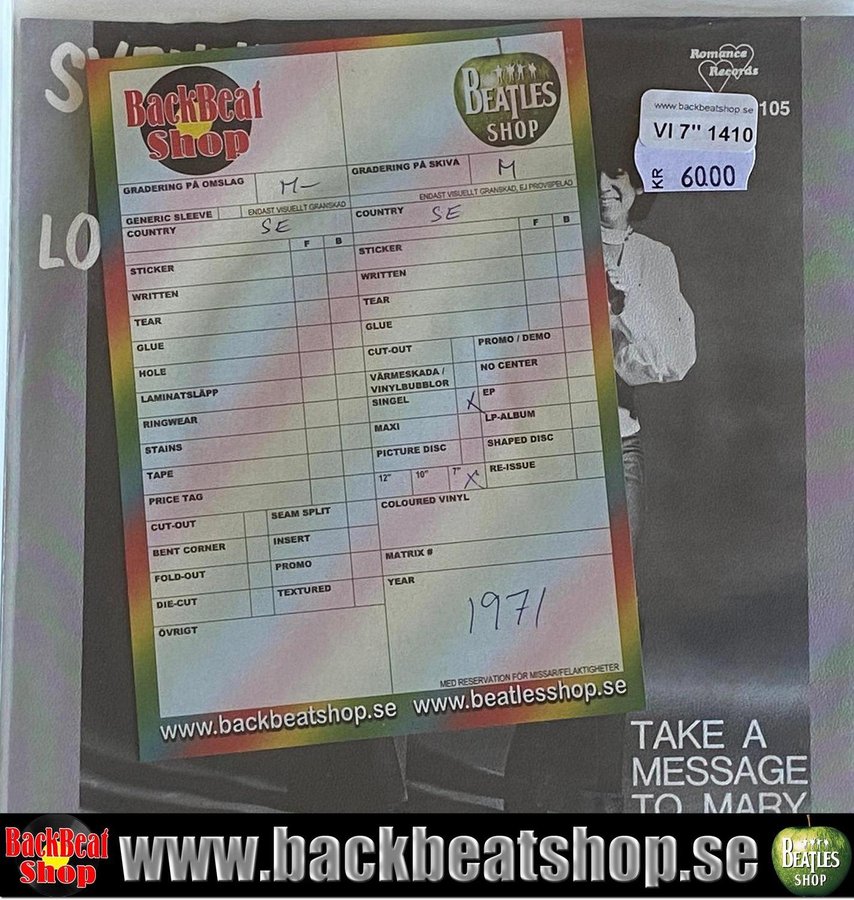 Romance
Records
105
www.backbeatshop.se
VI 7" 1410
KR 60.00
LO
BackBeat
Shop
BEATLES
SHOP
GRADERING PÅ OMSLAG M-
GRADERING PÅ SKIVA M
GENERIC SLEEVE ENDAST VISUELLT GRANSKAD
ENDAST VISUELLT GRANSKAD, EJ PROVSPELAD
COUNTRY SE
F B
STICKER
WRITTEN
TEAR
GLUE
HOLE
LAMINATSLÄPP
RINGWEAR
STAINS
TAPE
PRICE TAG
CUT-OUT
SEAM SPLIT
BENT CORNER
INSERT
FOLD-OUT
PROMO
DIE-CUT
TEXTURED
ÖVRIGT
COUNTRY SE
F B
STICKER
WRITTEN
TEAR
GLUE
CUT-OUT
PROMO / DEMO
VÄRMESKADA /
VINYLBUBBLOR
NO CENTER
SINGEL X
EP
MAXI
LP-ALBUM
PICTURE DISC
SHAPED DISC
12" 10" 7" X
RE-ISSUE
COLOURED VINYL
MATRIX #
YEAR
1971
MED RESERVATION FÖR MISSAR/FELAKTIGHETER
www.backbeatshop.se www.beatlesshop.se
TAKE A
MESSAGE
TO MARY
BackBeat
Shop
www.backbeatshop.se
BEATLES
SHOP